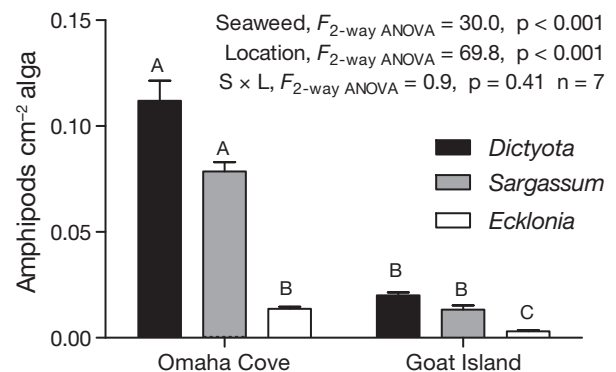 Seaweed, F2-way ANOVA = 30.0, p < 0.001
Location, F2-way ANOVA = 69.8, p < 0.001
S × L, F2-way ANOVA = 0.9, p = 0.41 n = 7
Amphipods cm−2 alga
0.15
0.10
0.05
0.00
A
A
B
B
B
C
Dictyota
Sargassum
Ecklonia
Omaha Cove
Goat Island